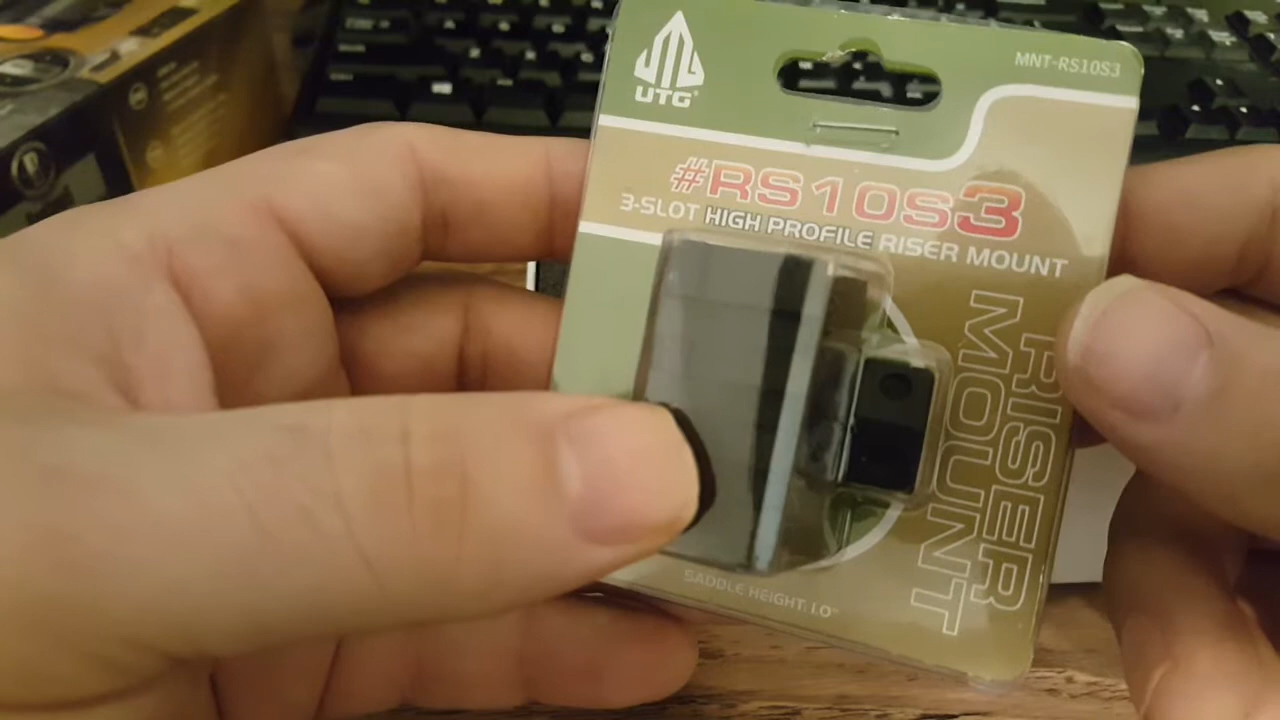 UTG®
MNT-RS10S3
#RS10S3
3-SLOT HIGH PROFILE RISER MOUNT
RISER
MOUNT
SADDLE HEIGHT: 1.0"